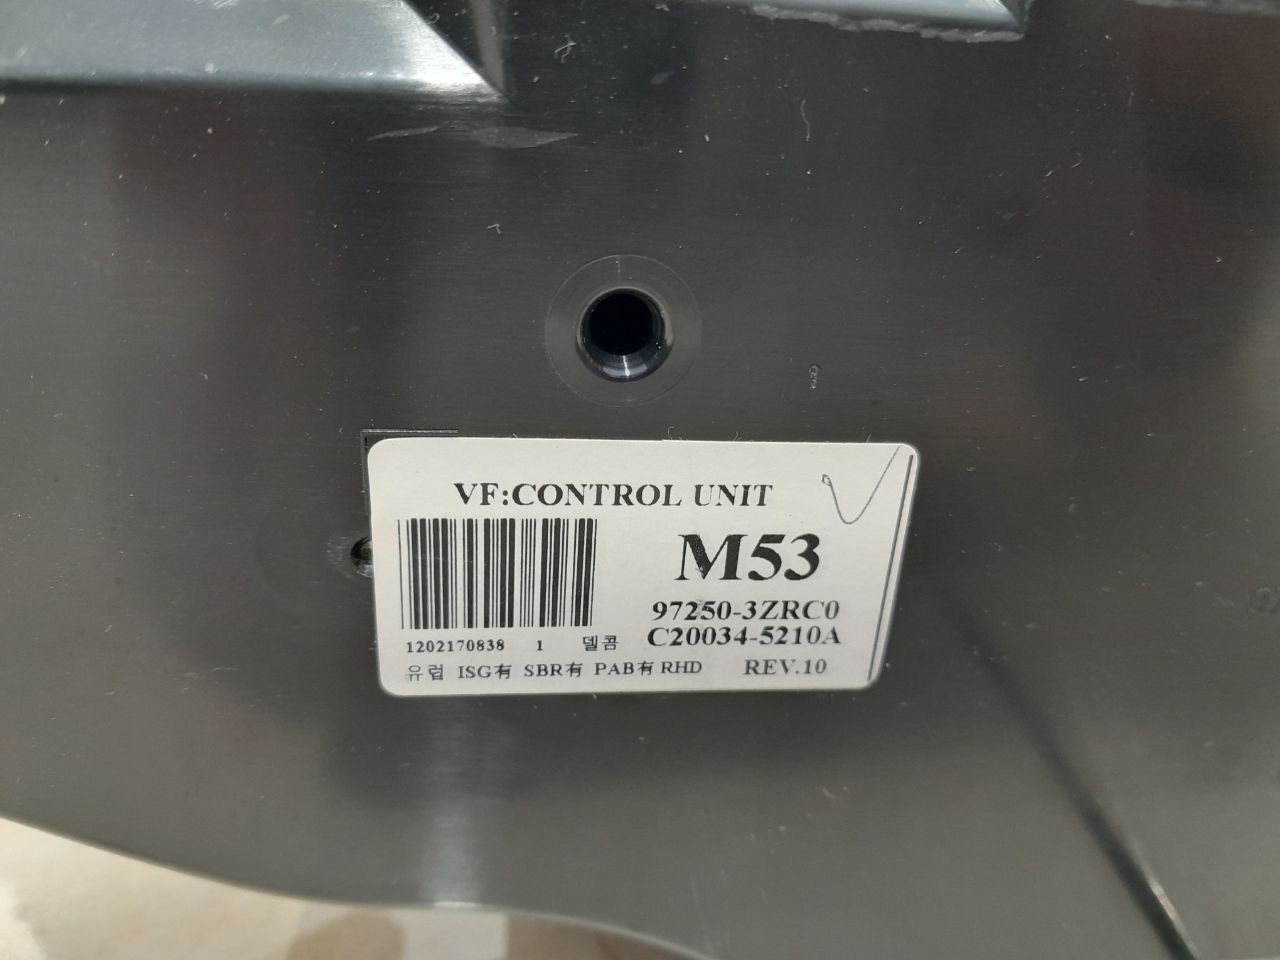 VF:CONTROL UNIT
M53
97250-3ZRC0
C20034-5210A
1202170838 1 델콤
유럽 ISG有 SBR有 PAB有 RHD REV.10